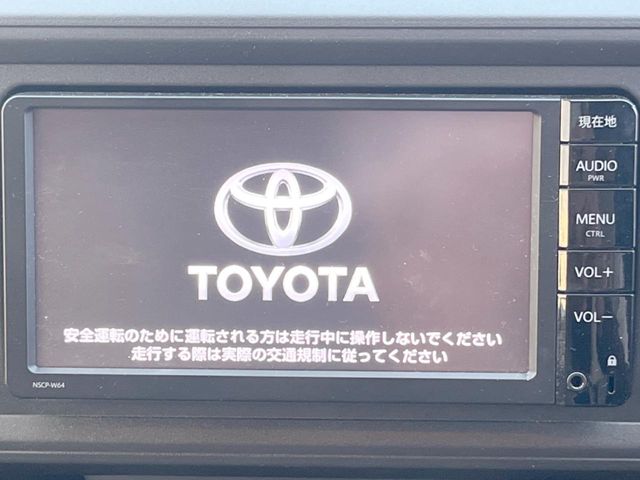 現在地
AUDIO
PWR
MENU
CTRL
VOL+
VOL−
TOYOTA
安全運転のために運転される方は走行中に操作しないでください
走行する際は実際の交通規制に従ってください
NSCP-W64